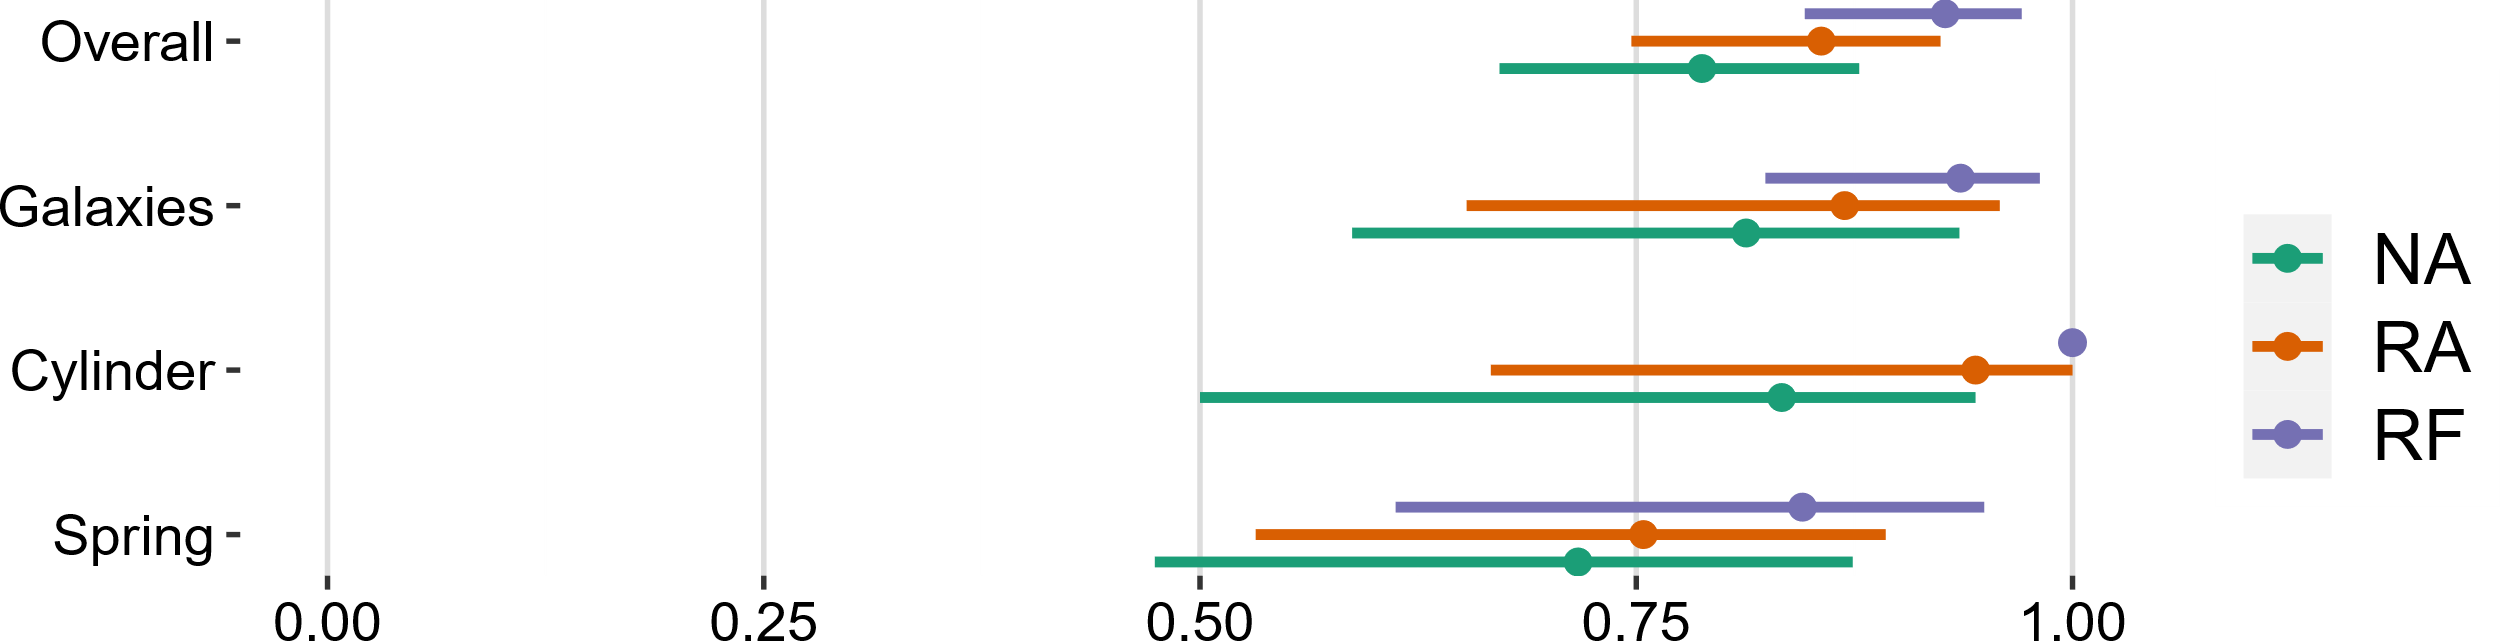 Overall
Galaxies
Cylinder
Spring
0.00 0.25 0.50 0.75 1.00
NA
RA
RF